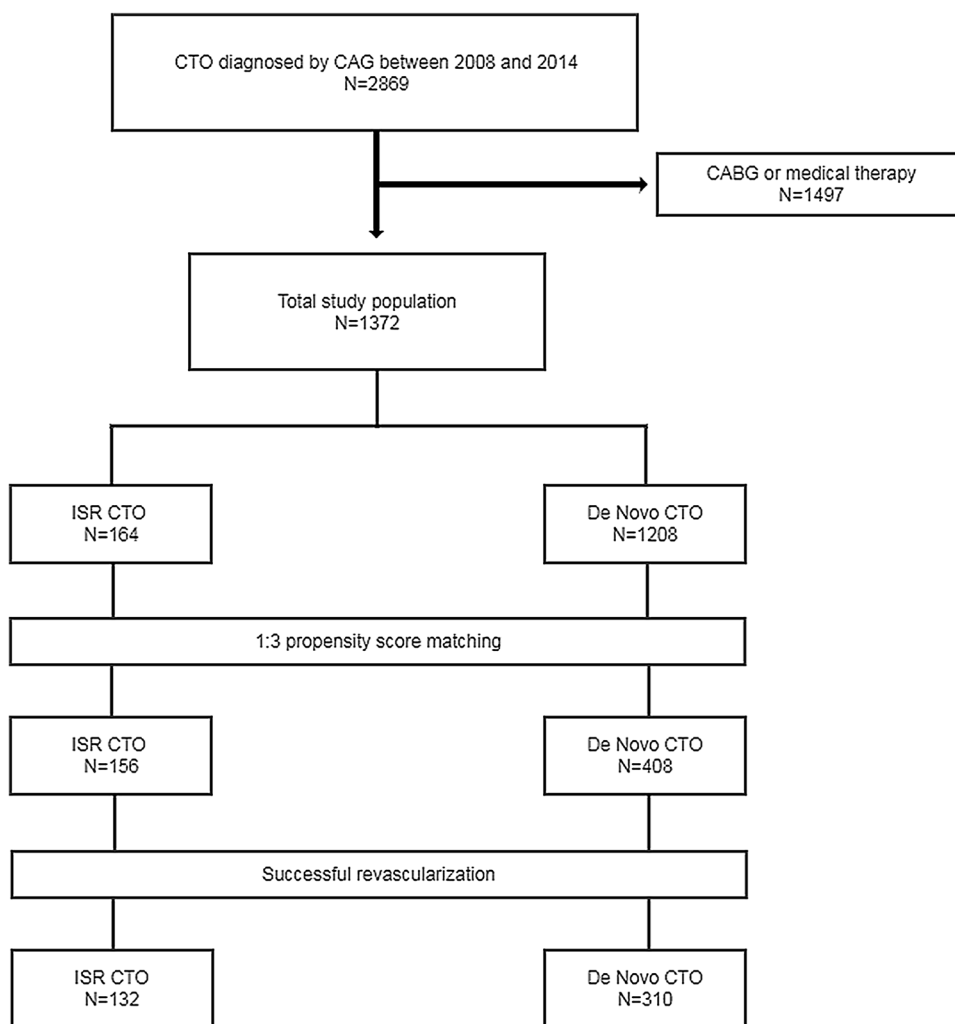 CTO diagnosed by CAG between 2008 and 2014
N=2869
CABG or medical therapy
N=1497
Total study population
N=1372
ISR CTO
N=164
De Novo CTO
N=1208
1:3 propensity score matching
ISR CTO
N=156
De Novo CTO
N=408
Successful revascularization
ISR CTO
N=132
De Novo CTO
N=310